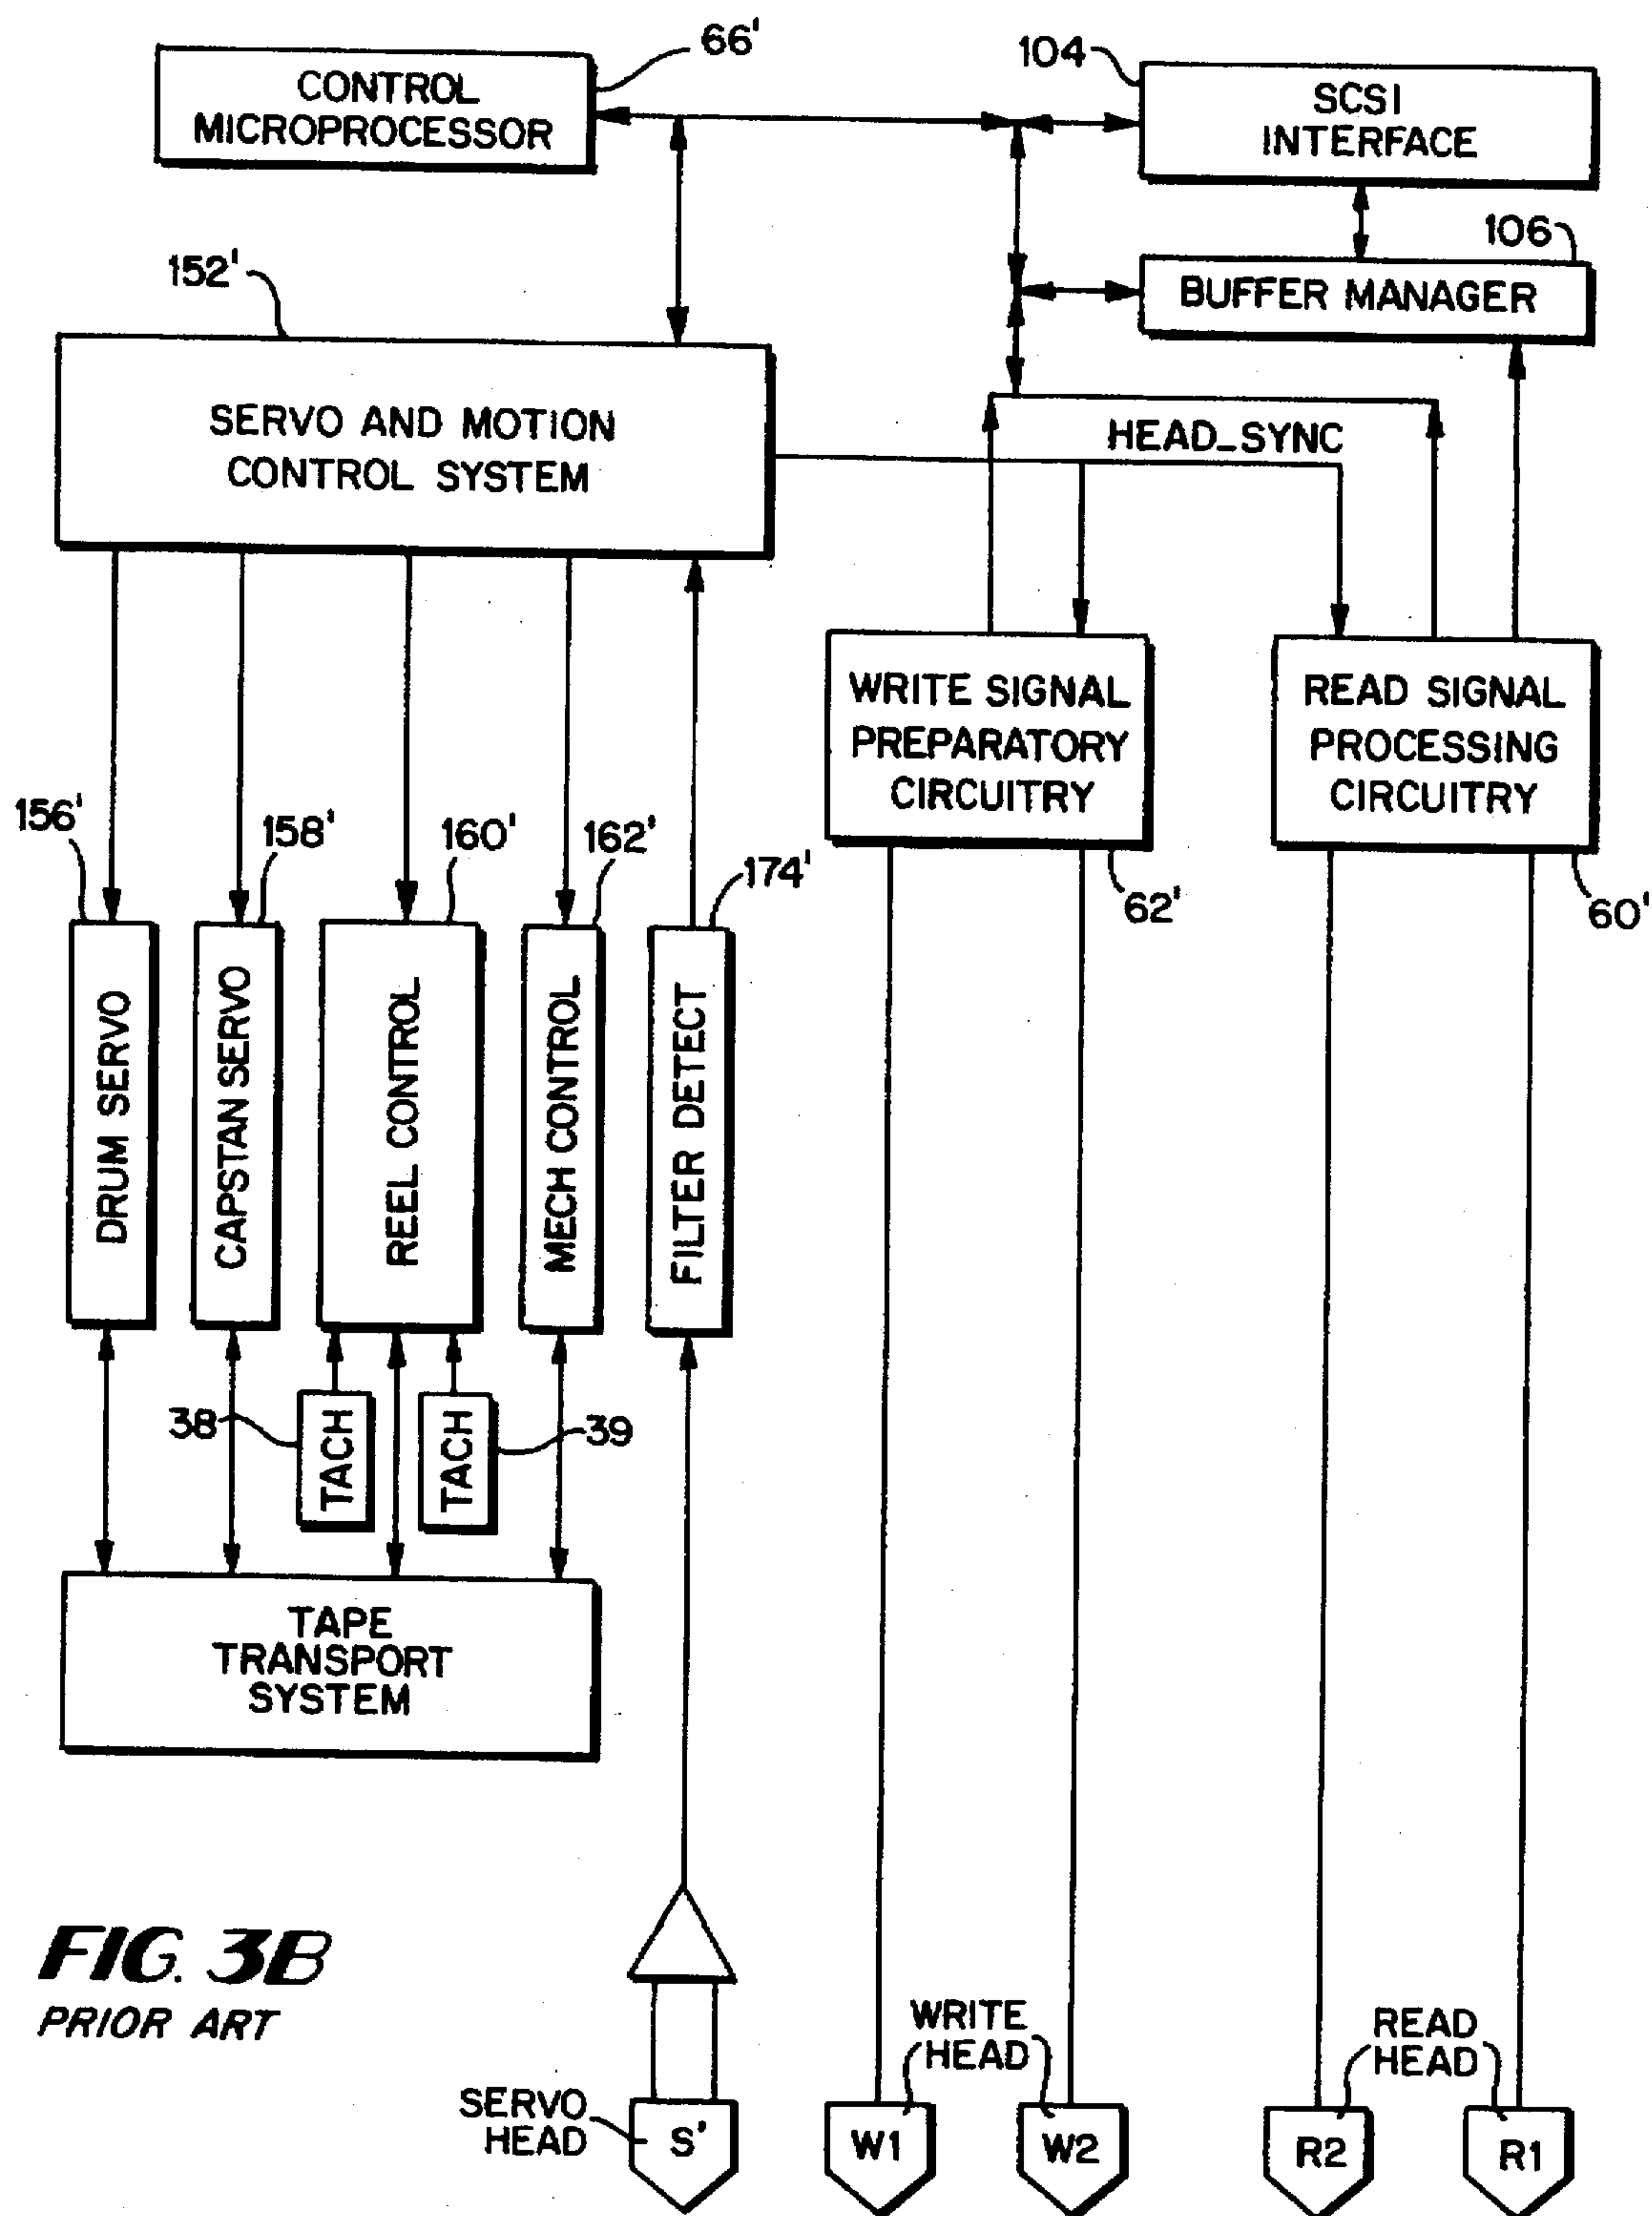 66'
CONTROL
MICROPROCESSOR
104
SCSI
INTERFACE
106
BUFFER MANAGER
152'
SERVO AND MOTION
CONTROL SYSTEM
HEAD_SYNC
WRITE SIGNAL
PREPARATORY
CIRCUITRY
62'
READ SIGNAL
PROCESSING
CIRCUITRY
60'
156'
158'
160'
162'
174'
DRUM SERVO
CAPSTAN SERVO
REEL CONTROL
MECH CONTROL
FILTER DETECT
38
TACH
TACH
39
TAPE
TRANSPORT
SYSTEM
FIG. 3B
PRIOR ART
SERVO
HEAD
S'
WRITE
HEAD
W1
W2
READ
HEAD
R2
R1